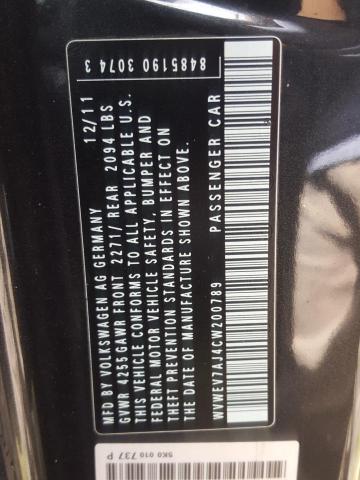 8485190 3074 3
MFD BY VOLKSWAGEN AG GERMANY 12/11
GVWR 4255GAWR FRONT 2271/ REAR 2094 LBS
THIS VEHICLE CONFORMS TO ALL APPLICABLE U.S.
FEDERAL MOTOR VEHICLE SAFETY, BUMPER AND
THEFT PREVENTION STANDARDS IN EFFECT ON
THE DATE OF MANUFACTURE SHOWN ABOVE.
WVWEV7AJ4CW200789 PASSENGER CAR
5K0 010 737 P